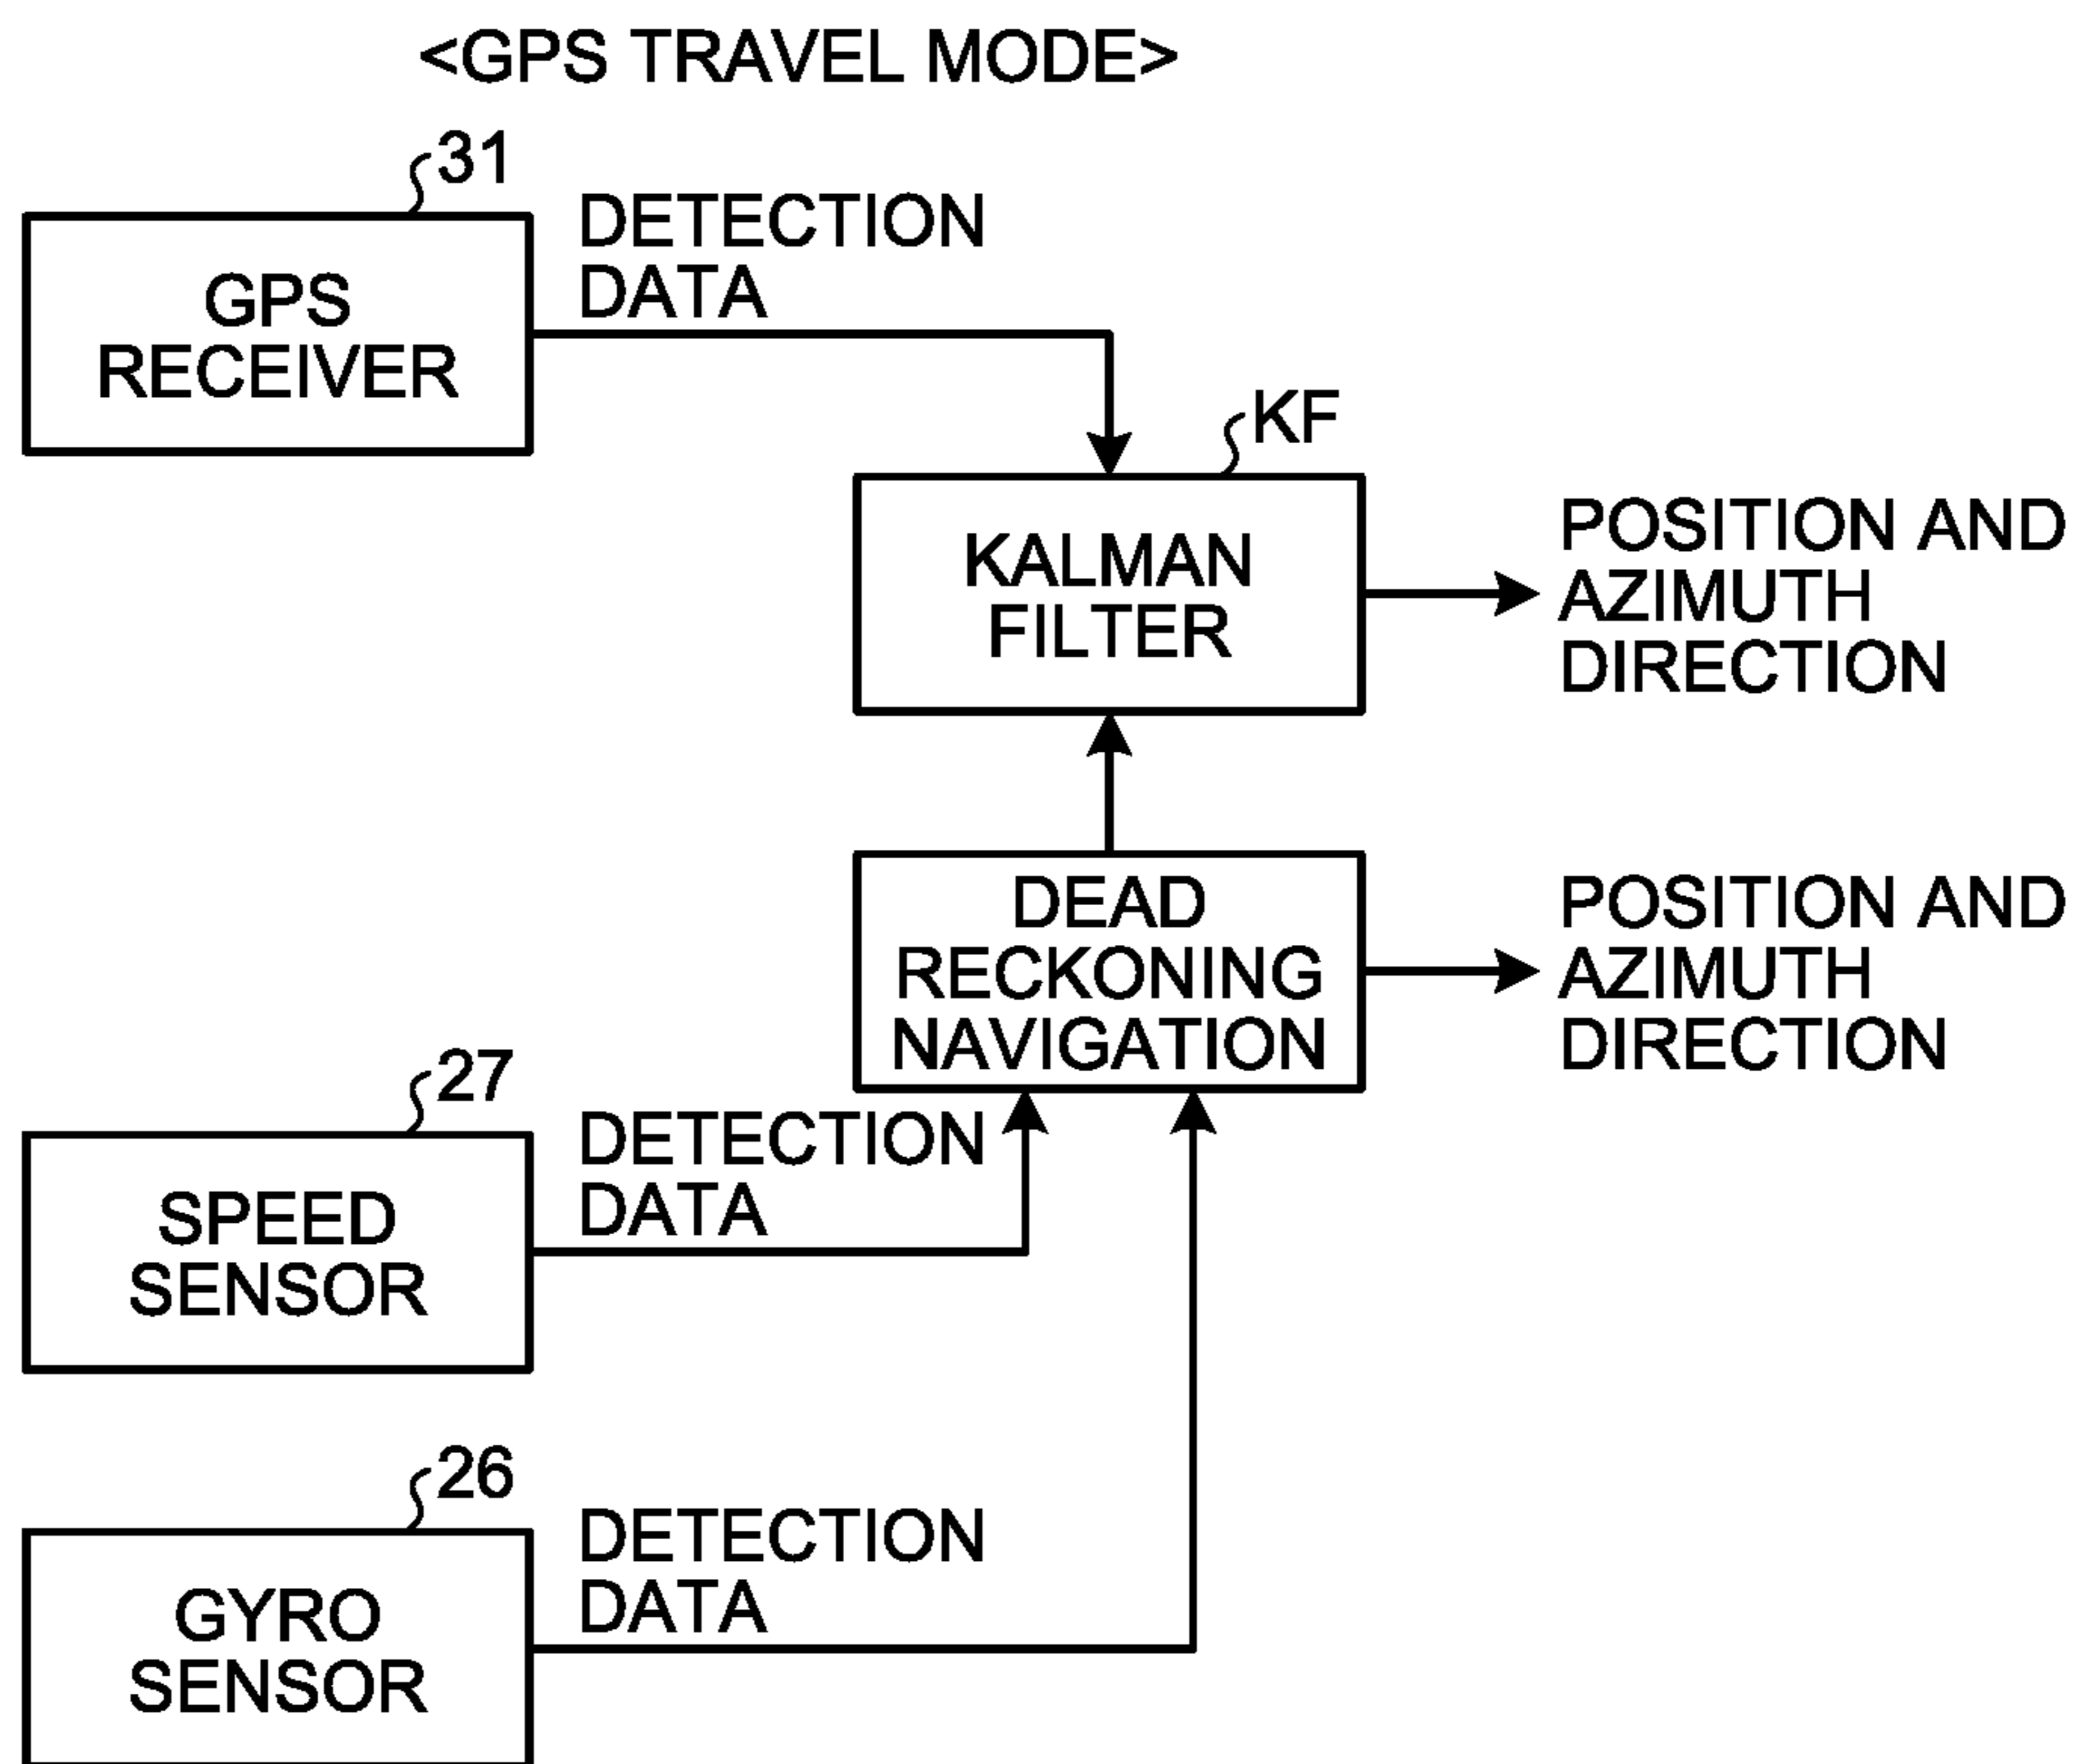 <GPS TRAVEL MODE>
31
GPS
RECEIVER
DETECTION
DATA
KF
KALMAN
FILTER
POSITION AND
AZIMUTH
DIRECTION
DEAD
RECKONING
NAVIGATION
POSITION AND
AZIMUTH
DIRECTION
27
SPEED
SENSOR
DETECTION
DATA
26
GYRO
SENSOR
DETECTION
DATA